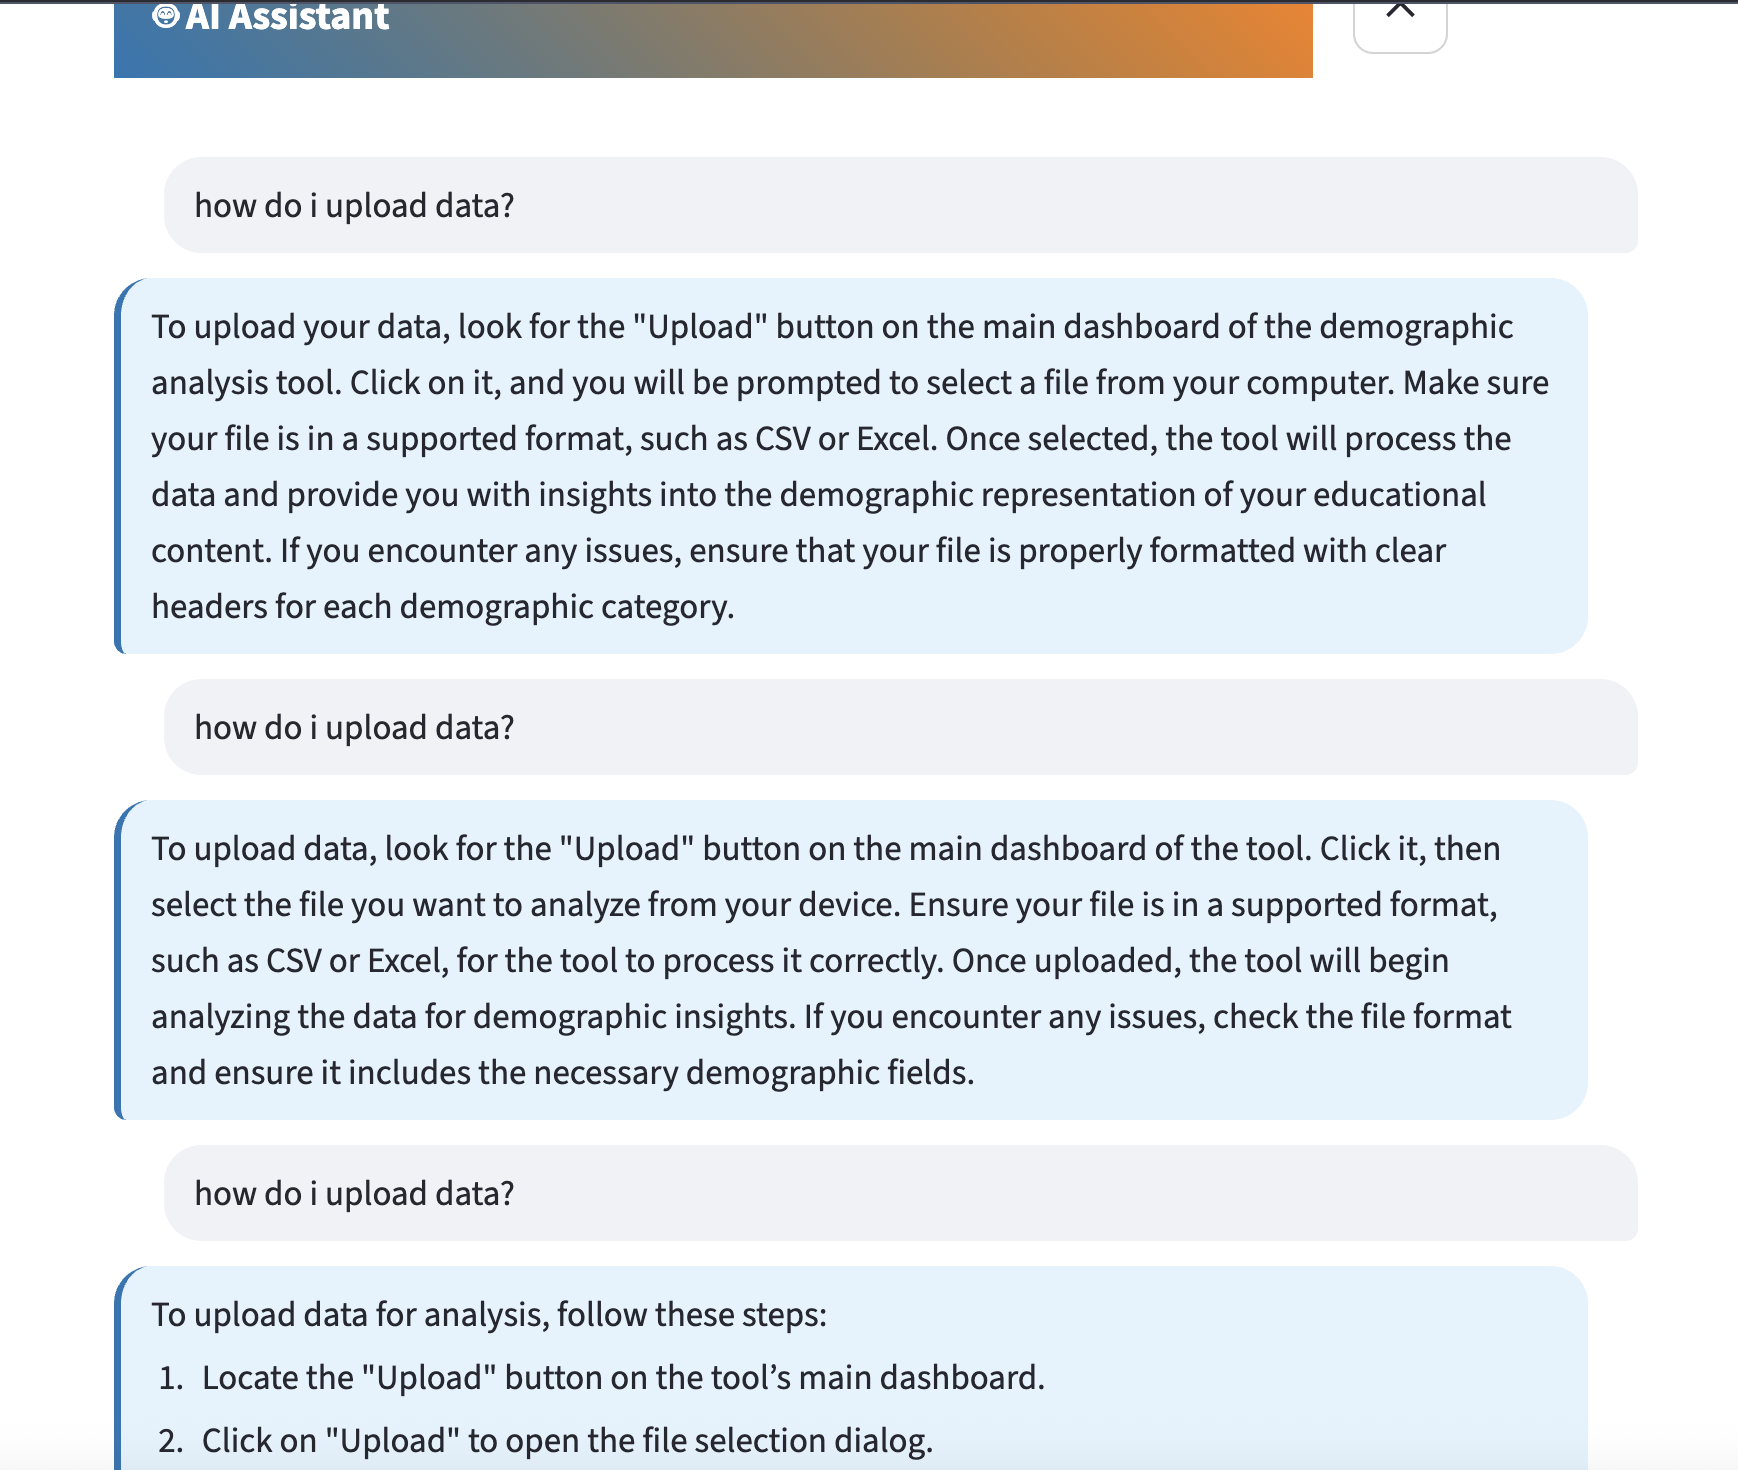 AI Assistant
how do i upload data?
To upload your data, look for the "Upload" button on the main dashboard of the demographic
analysis tool. Click on it, and you will be prompted to select a file from your computer. Make sure
your file is in a supported format, such as CSV or Excel. Once selected, the tool will process the
data and provide you with insights into the demographic representation of your educational
content. If you encounter any issues, ensure that your file is properly formatted with clear
headers for each demographic category.
how do i upload data?
To upload data, look for the "Upload" button on the main dashboard of the tool. Click it, then
select the file you want to analyze from your device. Ensure your file is in a supported format,
such as CSV or Excel, for the tool to process it correctly. Once uploaded, the tool will begin
analyzing the data for demographic insights. If you encounter any issues, check the file format
and ensure it includes the necessary demographic fields.
how do i upload data?
To upload data for analysis, follow these steps:
1. Locate the "Upload" button on the tool’s main dashboard.
2. Click on "Upload" to open the file selection dialog.